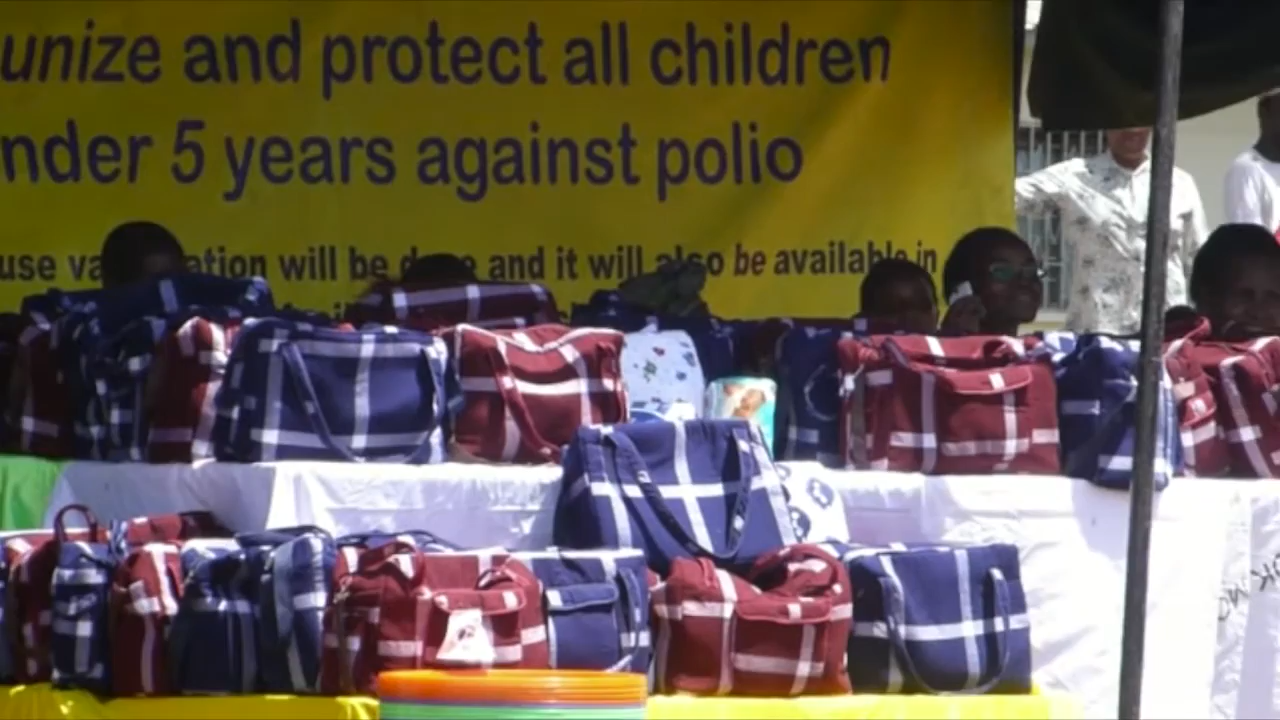 unize and protect all children
nder 5 years against polio
use va ation will be do e and it will also be available in